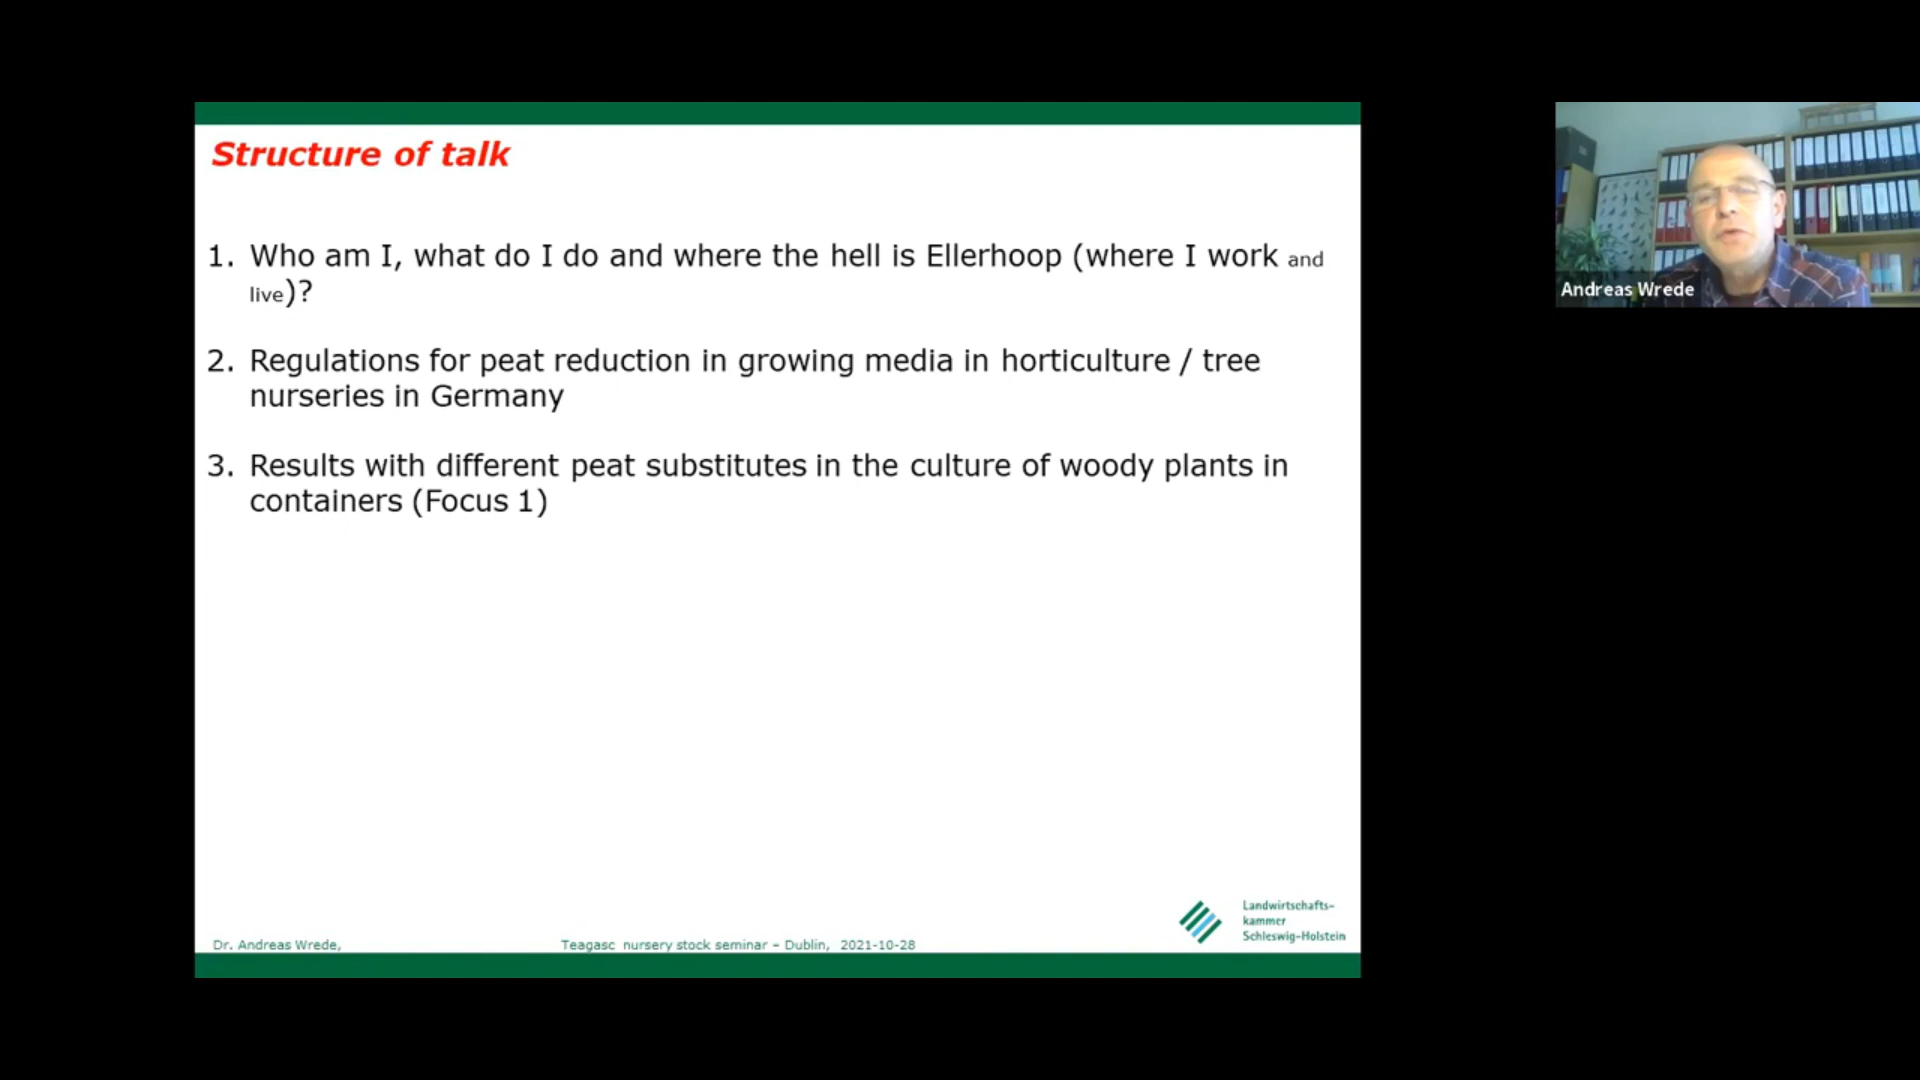 Structure of talk
1. Who am I, what do I do and where the hell is Ellerhoop (where I work and
live)?
2. Regulations for peat reduction in growing media in horticulture / tree
nurseries in Germany
3. Results with different peat substitutes in the culture of woody plants in
containers (Focus 1)
Landwirtschafts-
kammer
Schleswig-Holstein
Dr. Andreas Wrede,
Teagasc nursery stock seminar – Dublin, 2021-10-28
Andreas Wrede